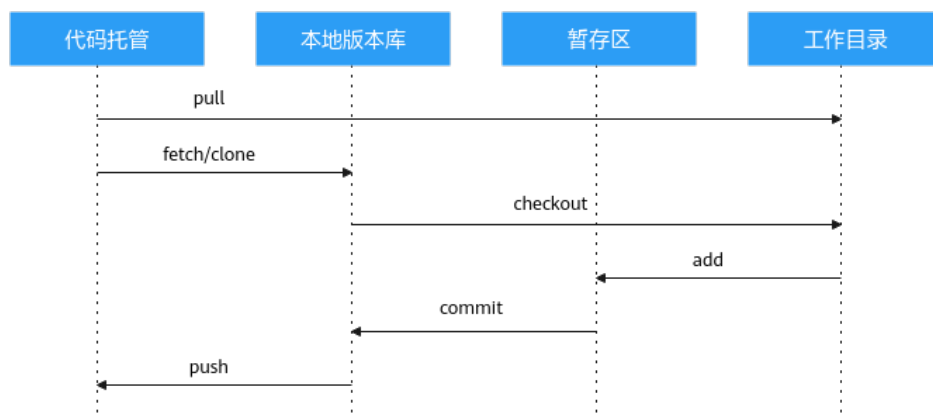 代码托管 本地版本库 暂存区 工作目录
pull
fetch/clone
checkout
add
commit
push